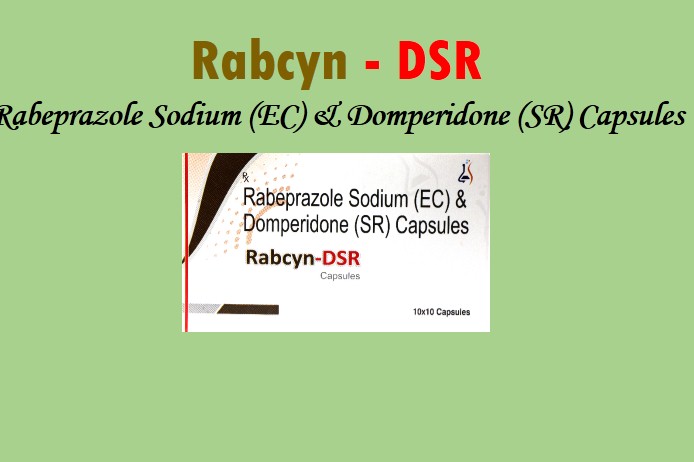 Rabcyn - DSR
Rabeprazole Sodium (EC) & Domperidone (SR) Capsules
Rx
Rabeprazole Sodium (EC) &
Domperidone (SR) Capsules
Rabcyn-DSR
Capsules
10x10 Capsules